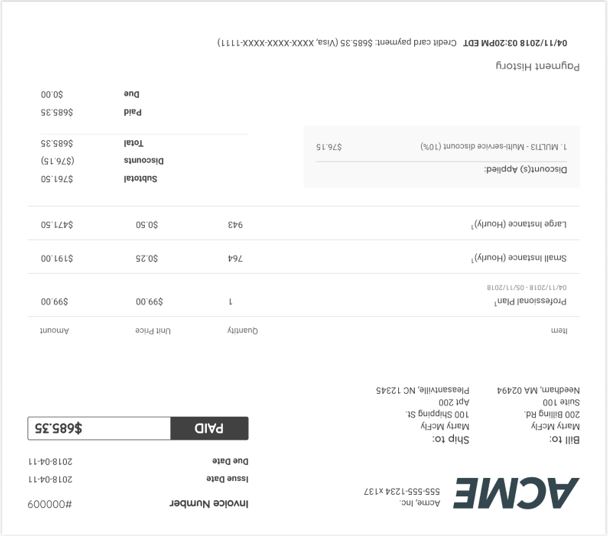 ACME
Acme, Inc.
555-555-1234 x137
Invoice Number #000009
Issue Date 2018-04-11
Due Date 2018-04-11
PAID $685.35
Bill to:
Marty McFly
200 Billing Rd.
Suite 100
Needham, MA 02494
Ship to:
Marty McFly
100 Shipping St.
Apt 200
Pleasantville, NC 12345
Item Quantity Unit Price Amount
Professional Plan¹ 1 $99.00 $99.00
04/11/2018 - 05/11/2018
Small Instance (Hourly)¹ 764 $0.25 $191.00
Large Instance (Hourly)¹ 943 $0.50 $471.50
Discount(s) Applied:
1. MULTI3 - Multi-service discount (10%) $76.15
Subtotal $761.50
Discounts ($76.15)
Total $685.35
Paid $685.35
Due $0.00
Payment History
04/11/2018 03:20PM EDT Credit card payment: $685.35 (Visa, XXXX-XXXX-XXXX-1111)